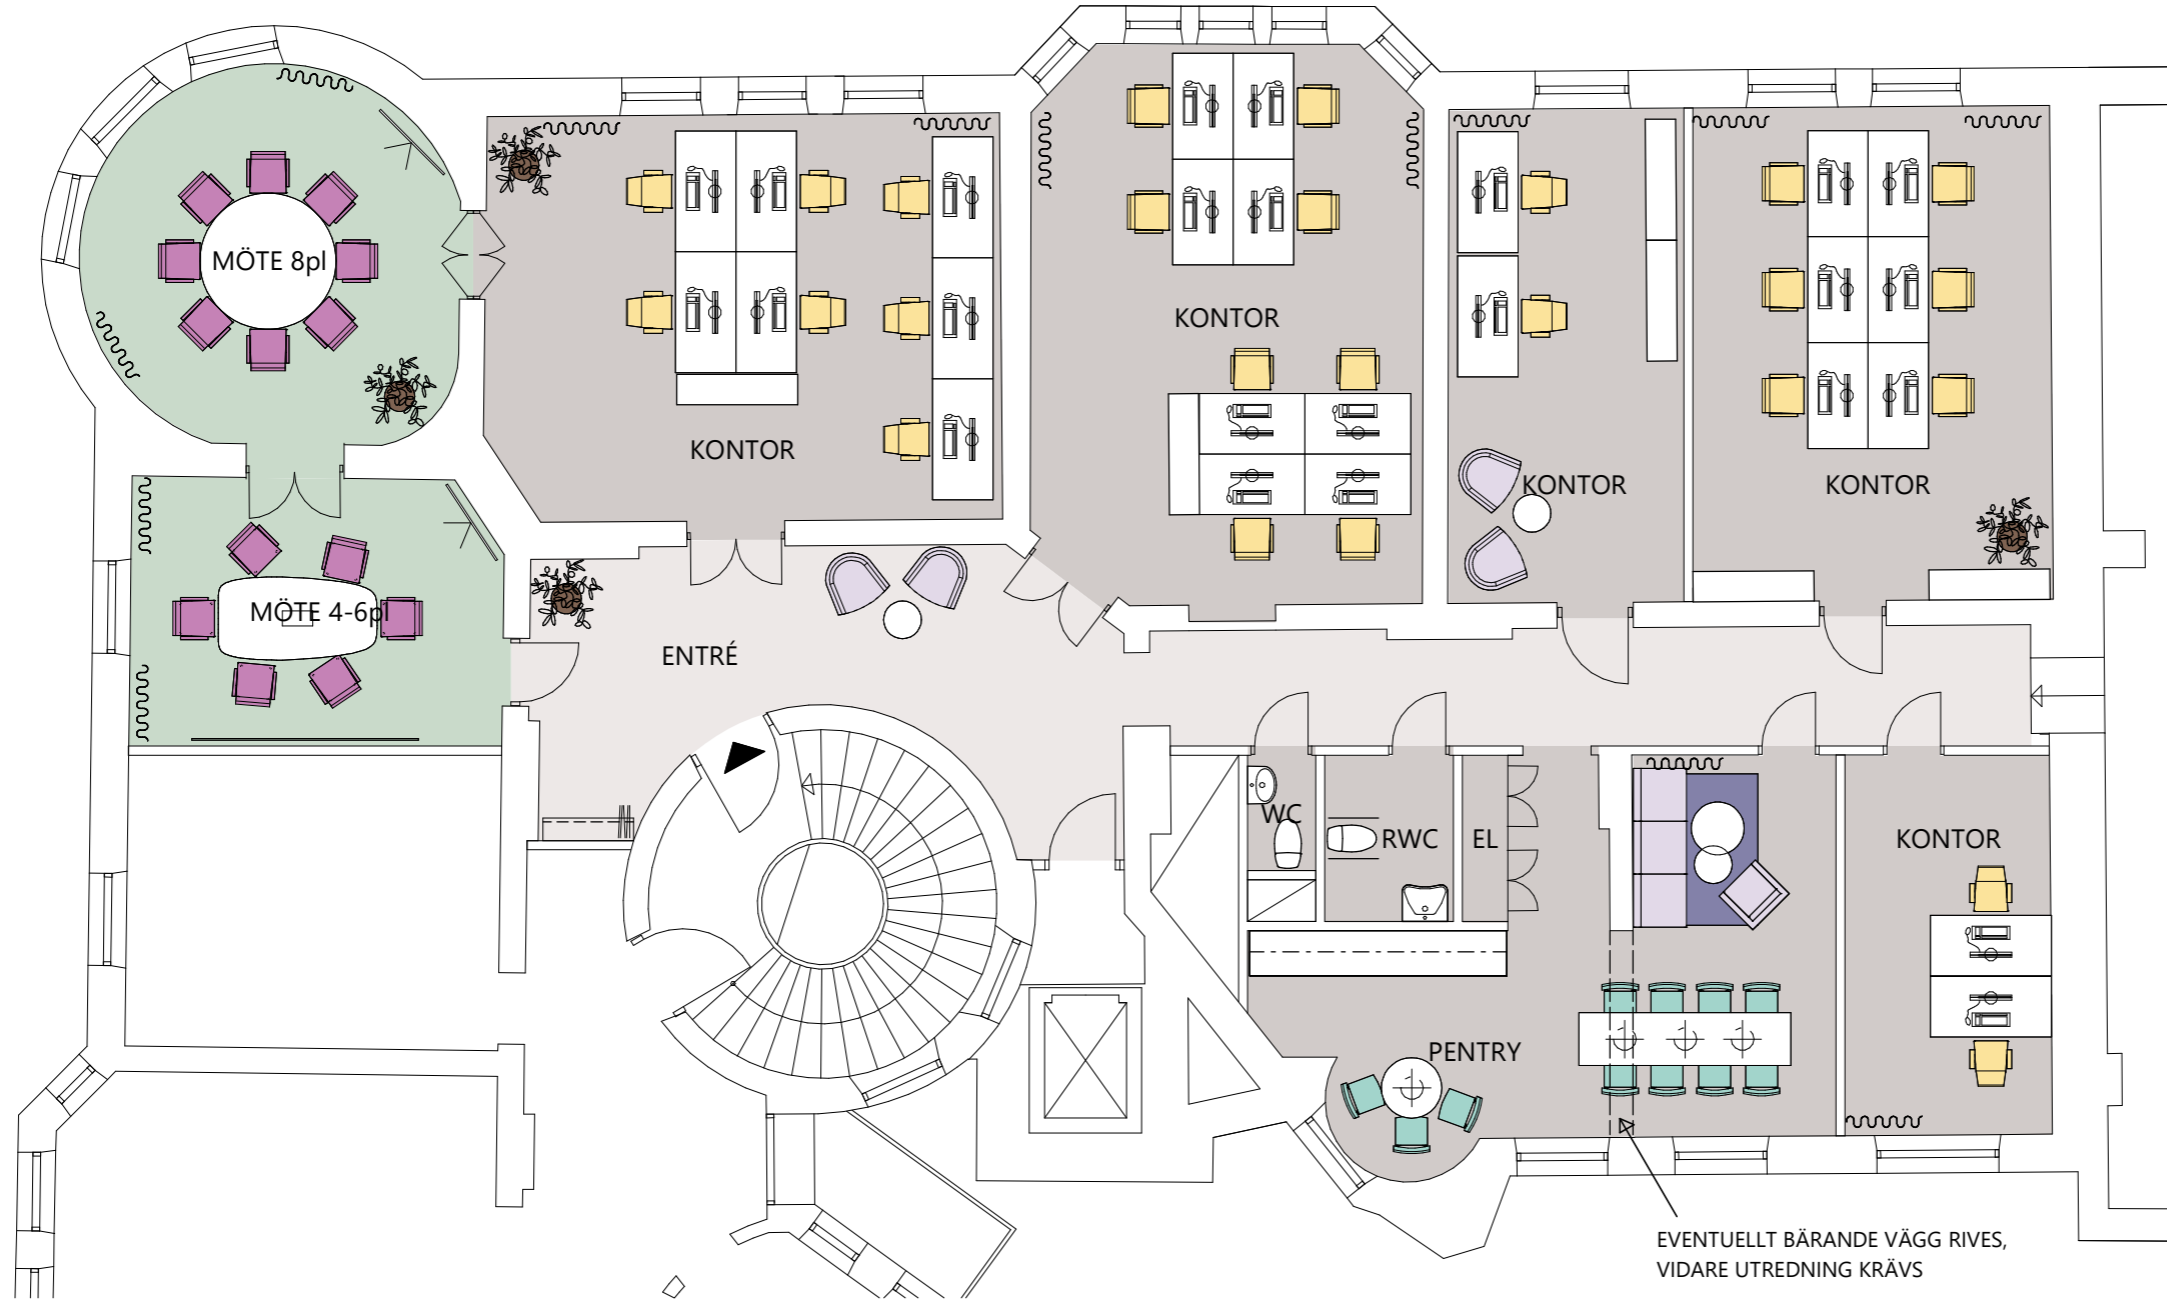 MÖTE 8pl
KONTOR
KONTOR
KONTOR
KONTOR
MÖTE 4-6pl
ENTRÉ
WC
RWC
EL
KONTOR
PENTRY
EVENTUELLT BÄRANDE VÄGG RIVES,
VIDARE UTREDNING KRÄVS